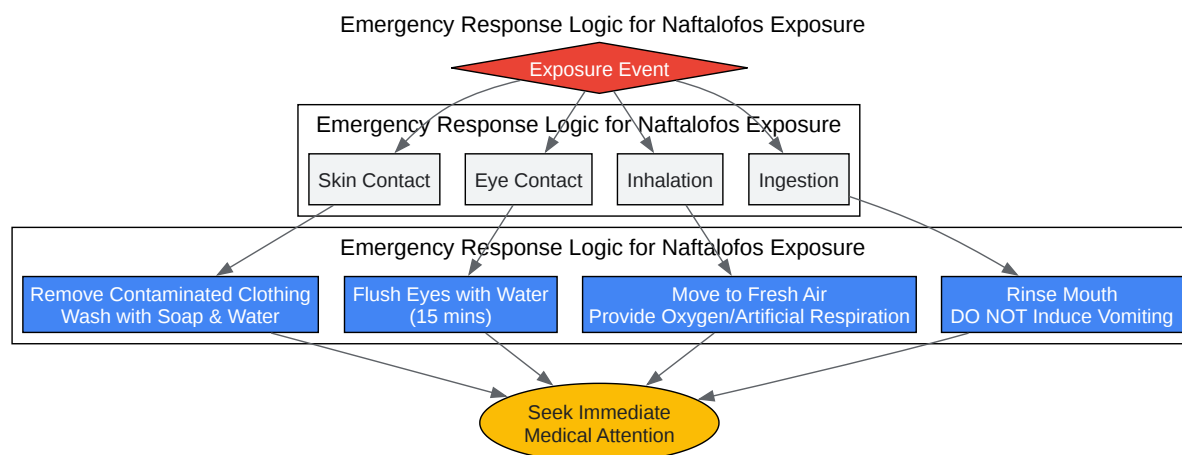 Emergency Response Logic for Naftalofos Exposure
Exposure Event
Emergency Response Logic for Naftalofos Exposure
Skin Contact
Eye Contact
Inhalation
Ingestion
Emergency Response Logic for Naftalofos Exposure
Remove Contaminated Clothing
Wash with Soap & Water
Flush Eyes with Water
(15 mins)
Move to Fresh Air
Provide Oxygen/Artificial Respiration
Rinse Mouth
DO NOT Induce Vomiting
Seek Immediate
Medical Attention